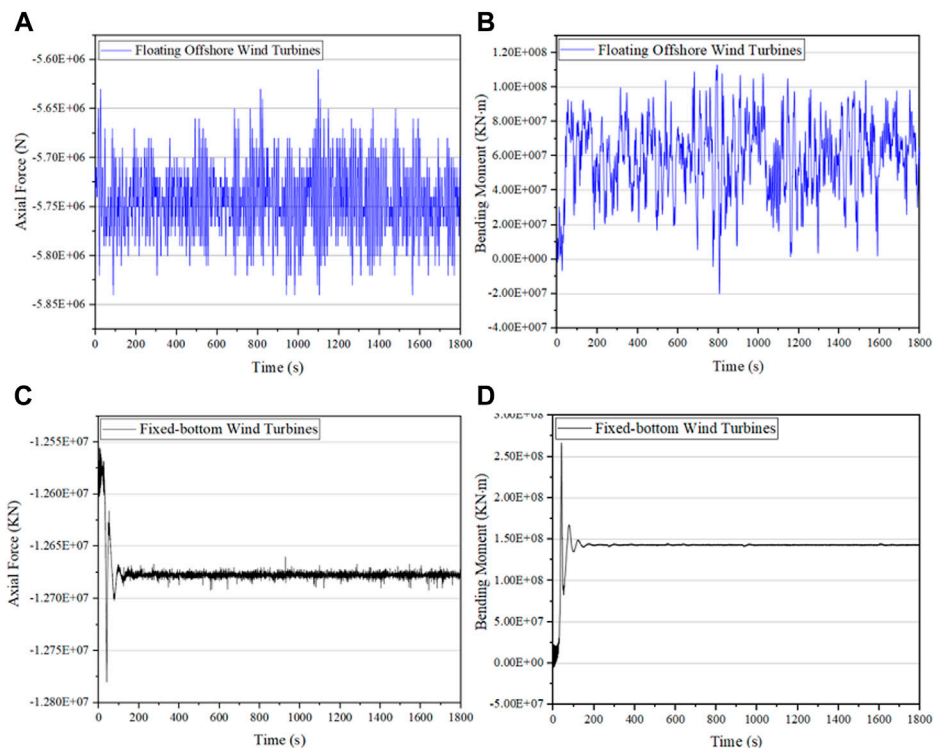 A
Floating Offshore Wind Turbines
-5.60E+06
-5.65E+06
-5.70E+06
-5.75E+06
-5.80E+06
-5.85E+06
Axial Force (N)
0 200 400 600 800 1000 1200 1400 1600 1800
Time (s)
B
Floating Offshore Wind Turbines
1.20E+008
1.00E+008
8.00E+007
6.00E+007
4.00E+007
2.00E+007
0.00E+000
-2.00E+007
-4.00E+007
Bending Moment (KN·m)
0 200 400 600 800 1000 1200 1400 1600 1800
Time (s)
C
Fixed-bottom Wind Turbines
-1.255E+07
-1.260E+07
-1.265E+07
-1.270E+07
-1.275E+07
-1.280E+07
Axial Force (KN)
0 200 400 600 800 1000 1200 1400 1600 1800
Time (s)
D
Fixed-bottom Wind Turbines
3.00E+08
2.50E+08
2.00E+08
1.50E+08
1.00E+08
5.00E+07
0.00E+00
-5.00E+07
Bending Moment (KN·m)
0 200 400 600 800 1000 1200 1400 1600 1800
Time (s)